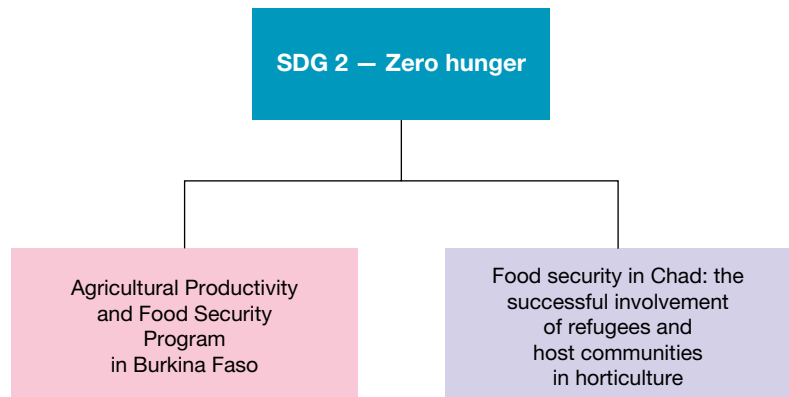 SDG 2 — Zero hunger
Agricultural Productivity
and Food Security
Program
in Burkina Faso
Food security in Chad: the
successful involvement
of refugees and
host communities
in horticulture